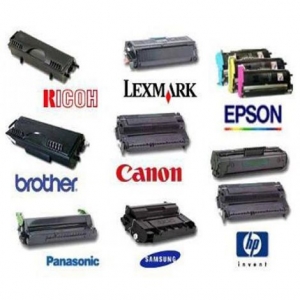 RICOH
LEXMARK
EPSON
brother
Canon
Panasonic
SAMSUNG
hp
invent